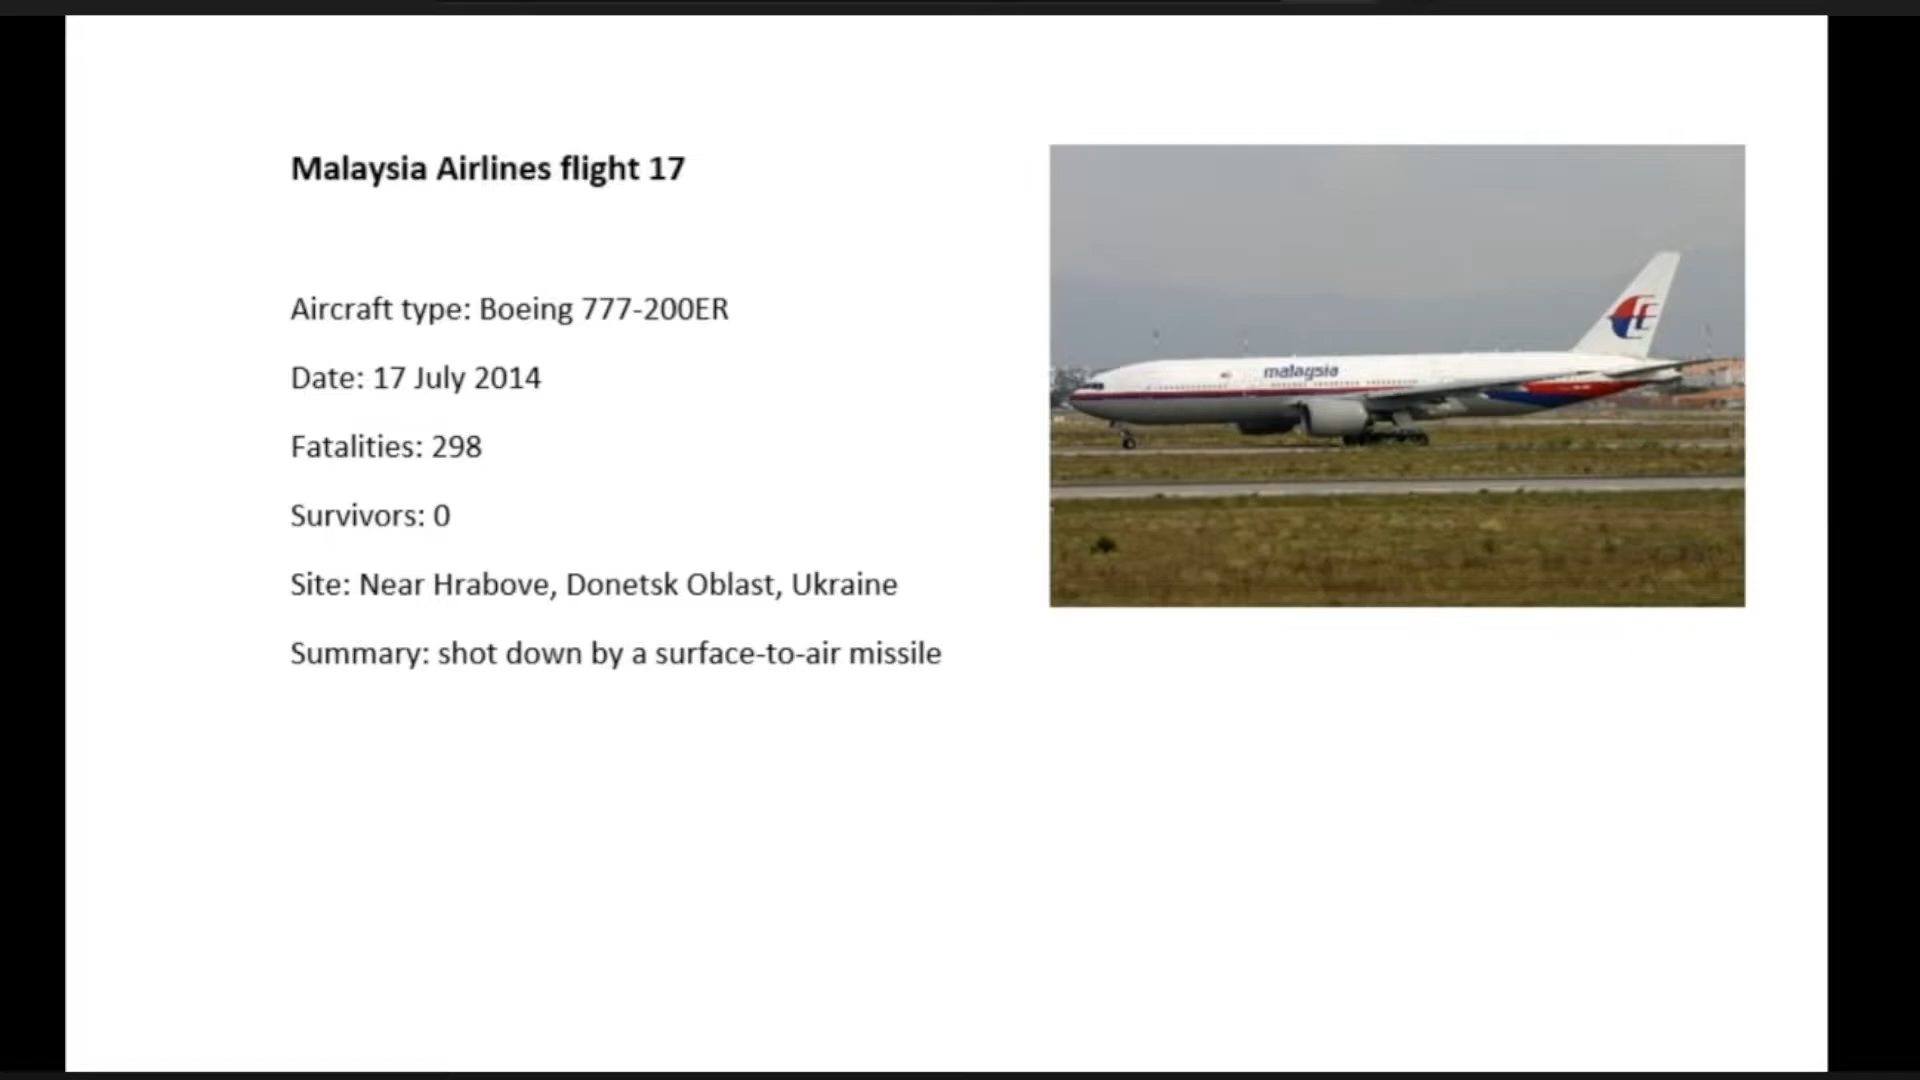 Malaysia Airlines flight 17
Aircraft type: Boeing 777-200ER
Date: 17 July 2014
Fatalities: 298
Survivors: 0
Site: Near Hrabove, Donetsk Oblast, Ukraine
Summary: shot down by a surface-to-air missile
malaysia